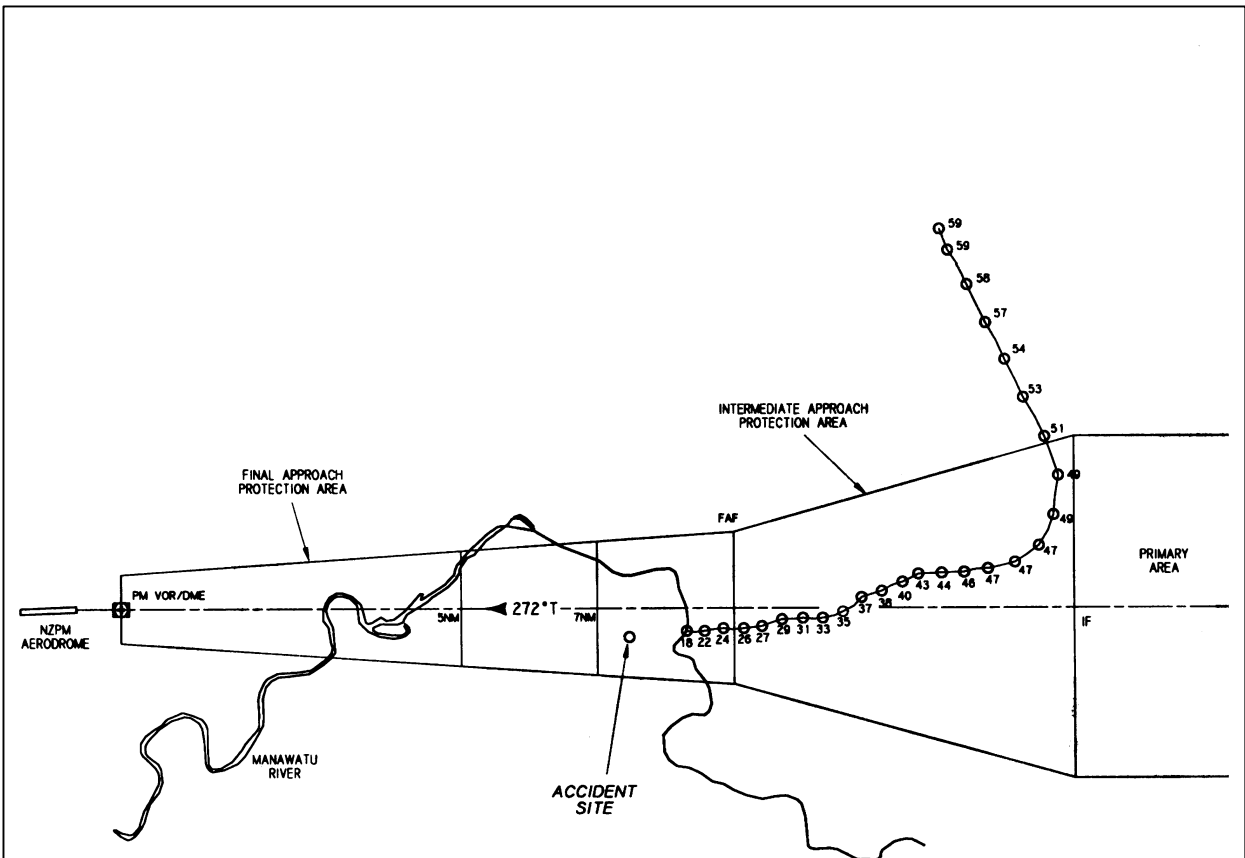 59
59
58
57
54
53
51
INTERMEDIATE APPROACH
PROTECTION AREA
49
FINAL APPROACH
PROTECTION AREA
FAF
49
47
PRIMARY
AREA
47
47
46
44
43
40
38
37
PM VOR/DME
5NM
272°T
7NM
35
33
31
29
27
26
24
22
18
IF
NZPM
AERODROME
MANAWATU
RIVER
ACCIDENT
SITE